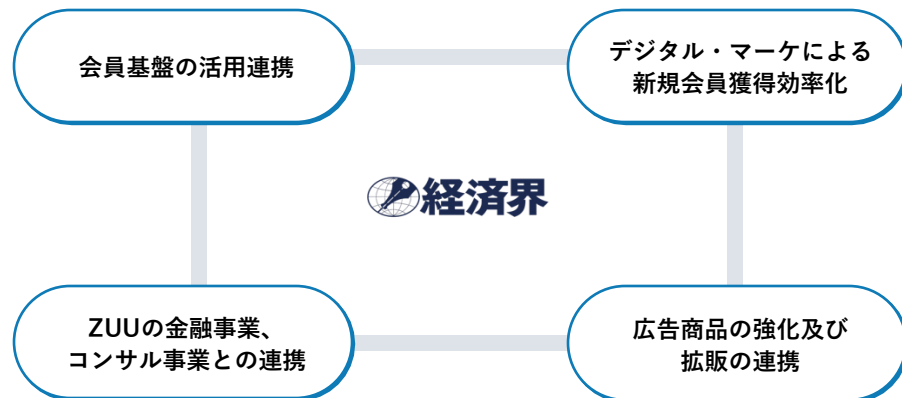 会員基盤の活用連携
デジタル・マーケによる
新規会員獲得効率化
経済界
ZUUの金融事業、
コンサル事業との連携
広告商品の強化及び
拡販の連携